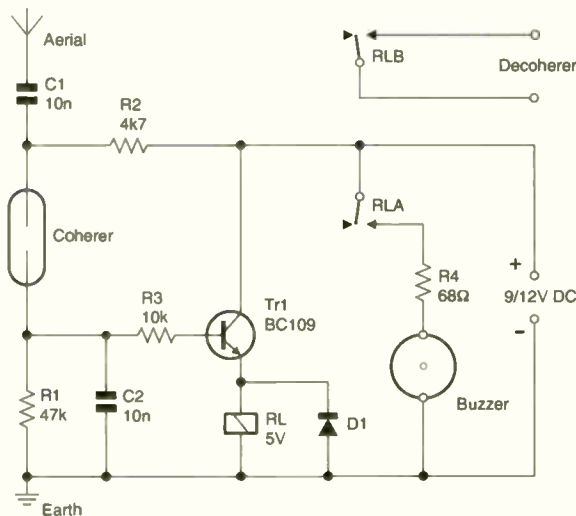 Aerial
C1
10n
R2
4k7
RLB
Decoherer
Coherer
RLA
R3
10k
Tr1
BC109
R4
68Ω
+
9/12V DC
-
R1
47k
C2
10n
RL
5V
D1
Buzzer
Earth